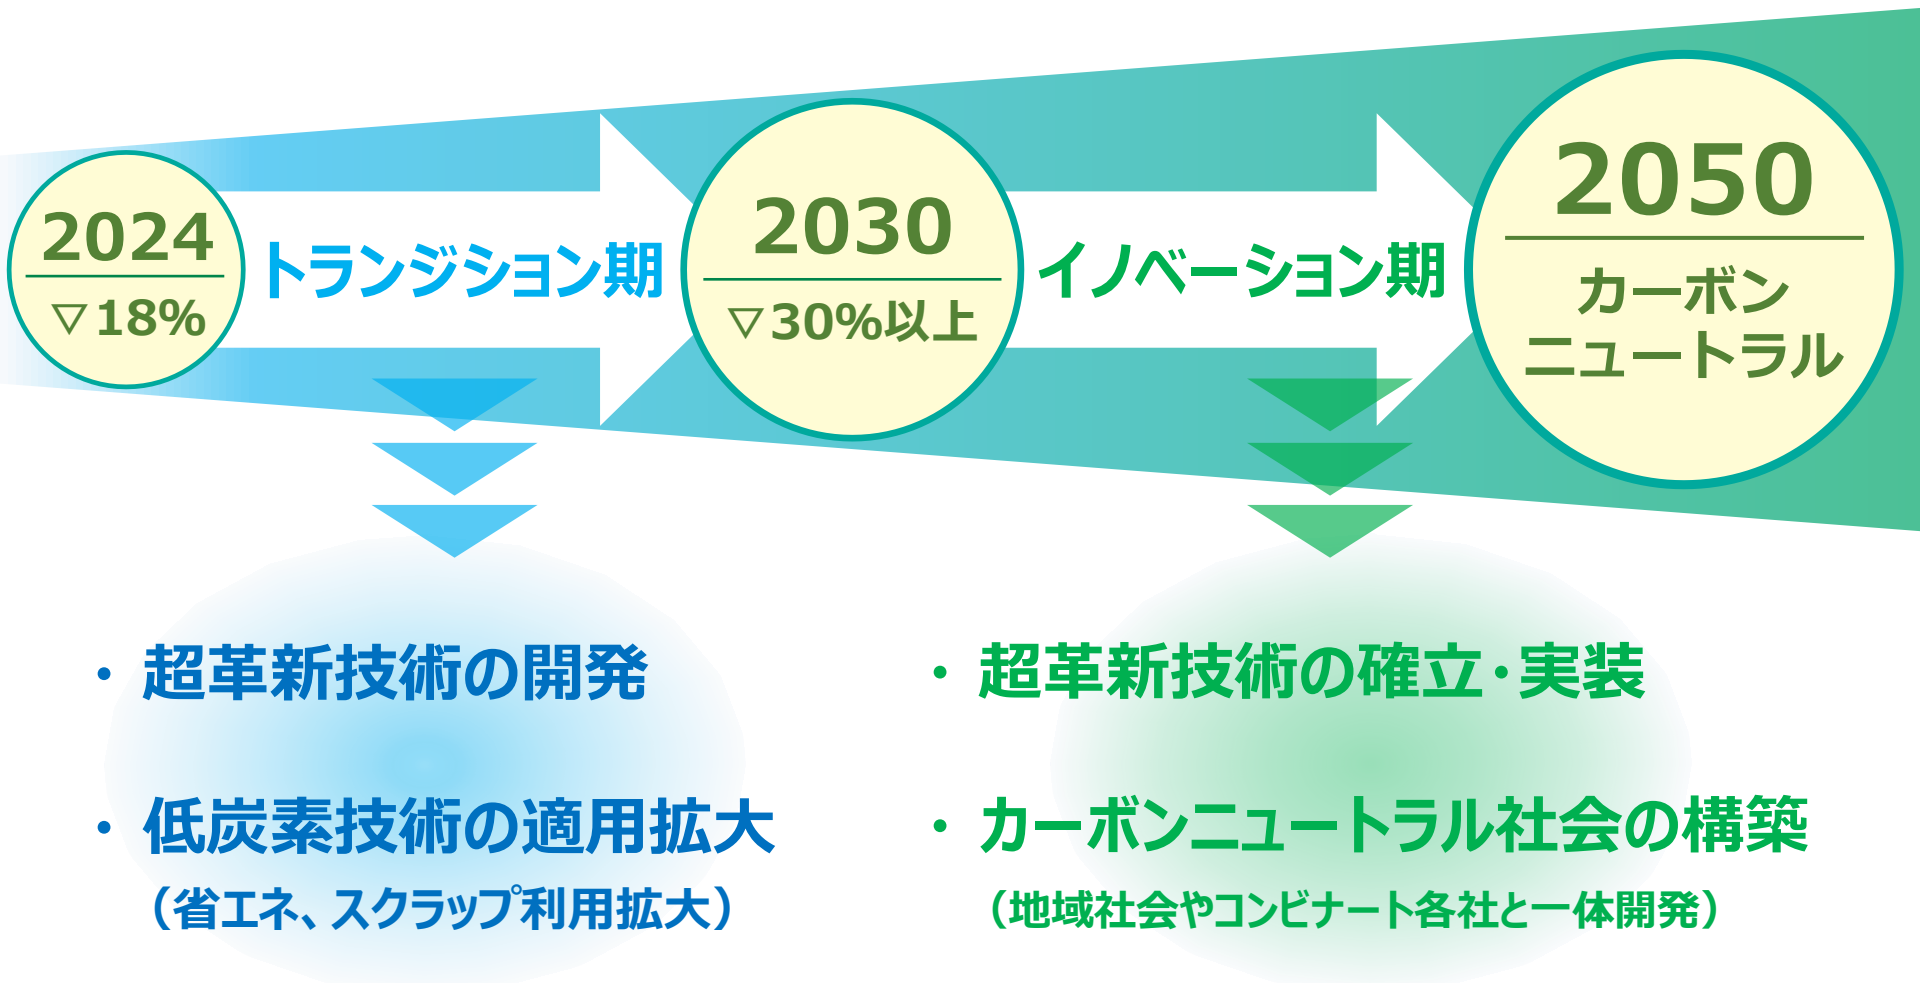 2024
▽18%
トランジション期
2030
▽30%以上
イノベーション期
2050
カーボン
ニュートラル
・ 超革新技術の開発
・ 低炭素技術の適用拡大
（省エネ、スクラップ利用拡大）
・ 超革新技術の確立・実装
・ カーボンニュートラル社会の構築
（地域社会やコンビナート各社と一体開発）